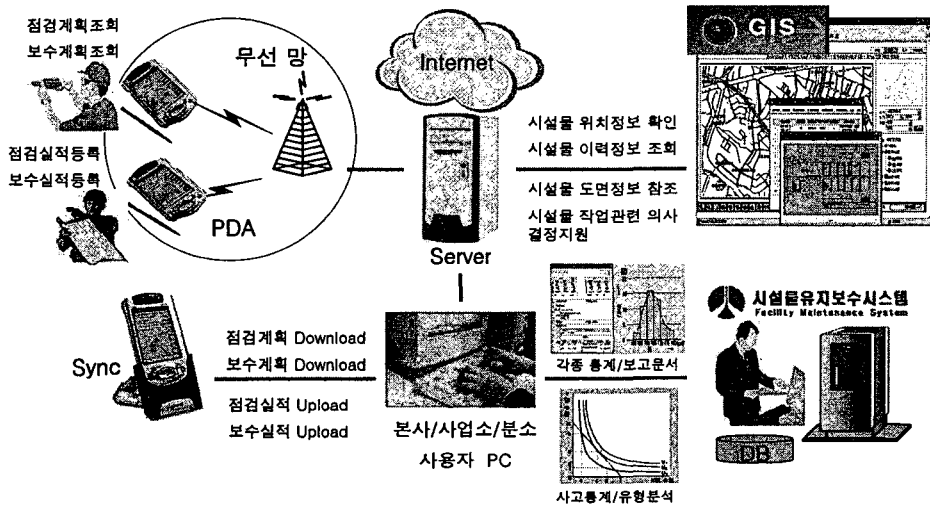 점검계획조회
보수계획조회
무선 망
점검실적등록
보수실적등록
PDA
Internet
Server
GIS
시설물 위치정보 확인
시설물 이력정보 조회
시설물 도면정보 참조
시설물 작업관련 의사
결정지원
Sync
점검계획 Download
보수계획 Download
점검실적 Upload
보수실적 Upload
본사/사업소/분소
사용자 PC
각종 통계/보고문서
사고통계/유형분석
시설물유지보수시스템
Facility Maintenance System
DB